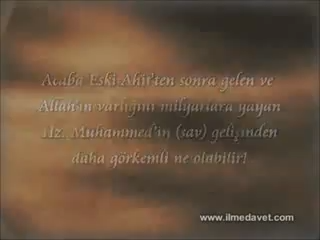 Acaba Eski Ahit'ten sonra gelen ve
Allah'ın varlığını milyarlara yayan
Hz. Muhammed'in (sav) gelişinden
daha görkemli ne olabilir!
www.ilmedavet.com